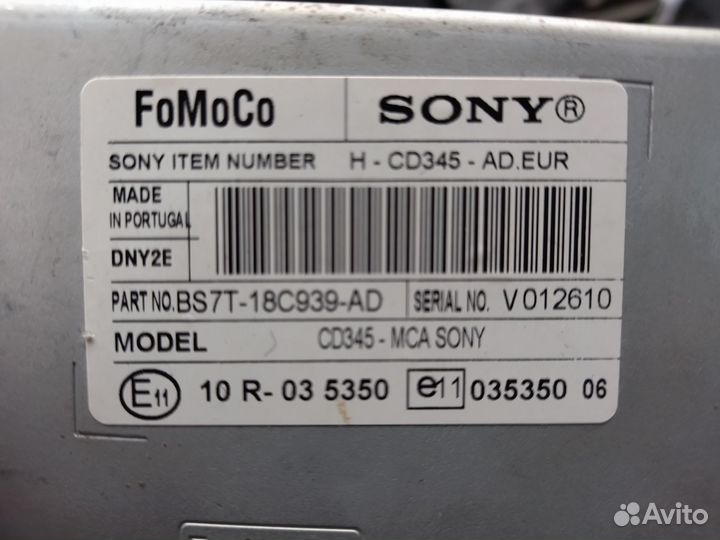 FoMoCo SONY®
SONY ITEM NUMBER H - CD345 - AD.EUR
MADE
IN PORTUGAL
DNY2E
PART NO. BS7T-18C939-AD SERIAL NO. V012610
MODEL CD345 - MCA SONY
E11 10 R- 03 5350 e11 035350 06
Avito